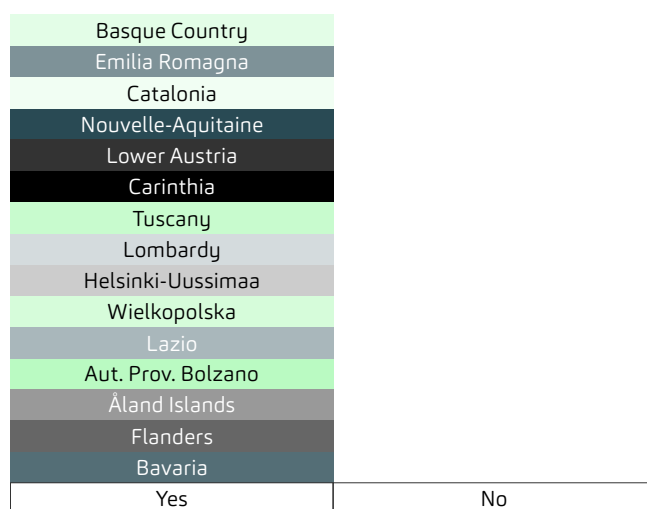 Basque Country
Emilia Romagna
Catalonia
Nouvelle-Aquitaine
Lower Austria
Carinthia
Tuscany
Lombardy
Helsinki-Uussimaa
Wielkopolska
Lazio
Aut. Prov. Bolzano
Åland Islands
Flanders
Bavaria
Yes No